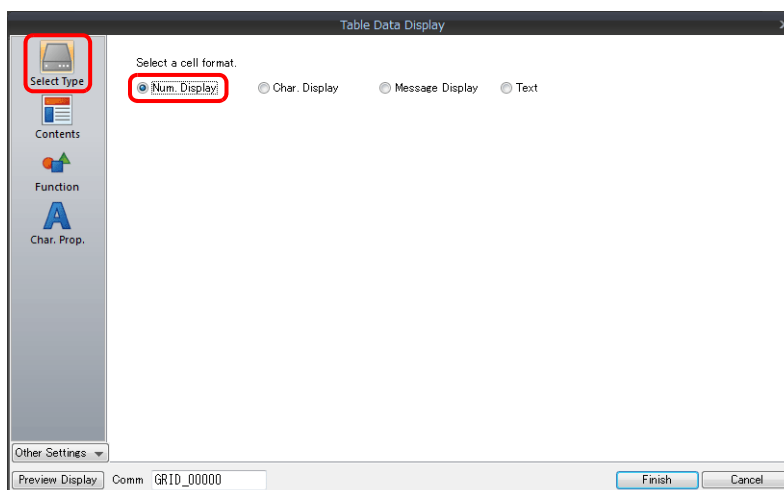 Table Data Display
Select Type
Contents
Function
Char. Prop.
Select a cell format.
Num. Display Char. Display Message Display Text
Other Settings
Preview Display Comm GRID_00000 Finish Cancel